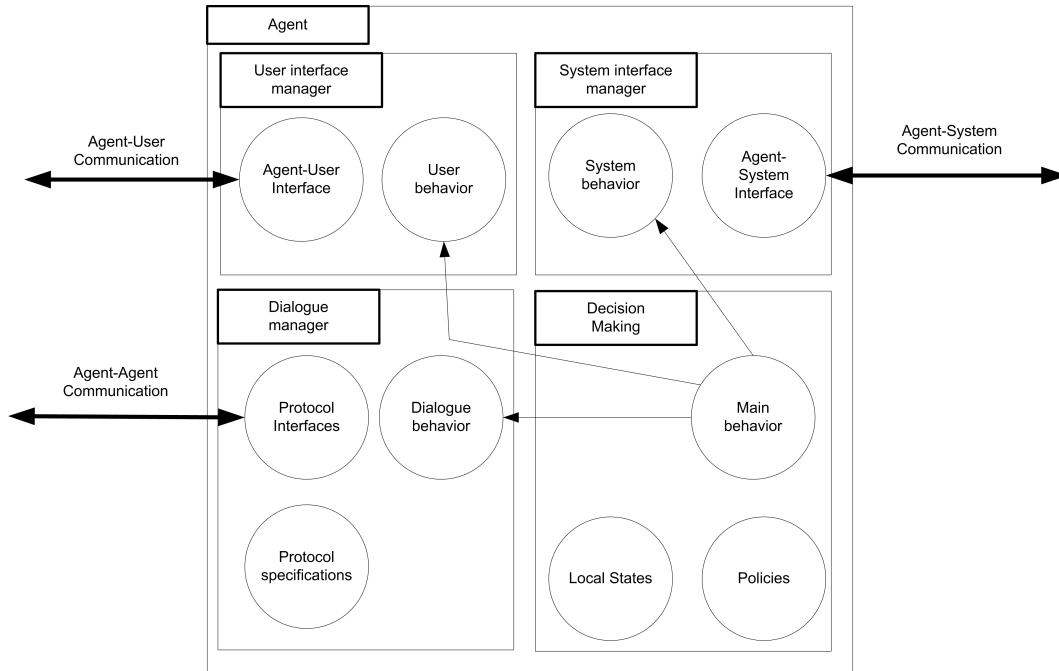 Agent
User interface
manager
System interface
manager
Agent-User
Communication
Agent-User
Interface
User
behavior
System
behavior
Agent-
System
Interface
Agent-System
Communication
Dialogue
manager
Decision
Making
Agent-Agent
Communication
Protocol
Interfaces
Dialogue
behavior
Main
behavior
Protocol
specifications
Local States
Policies